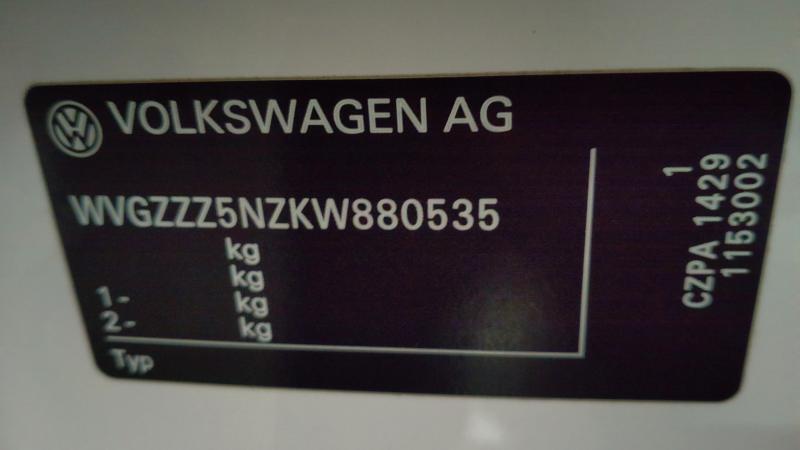 VOLKSWAGEN AG
WVGZZZ5NZKW880535
kg
kg
1- kg
2- kg
Typ
1
CZPA 1429
1153002